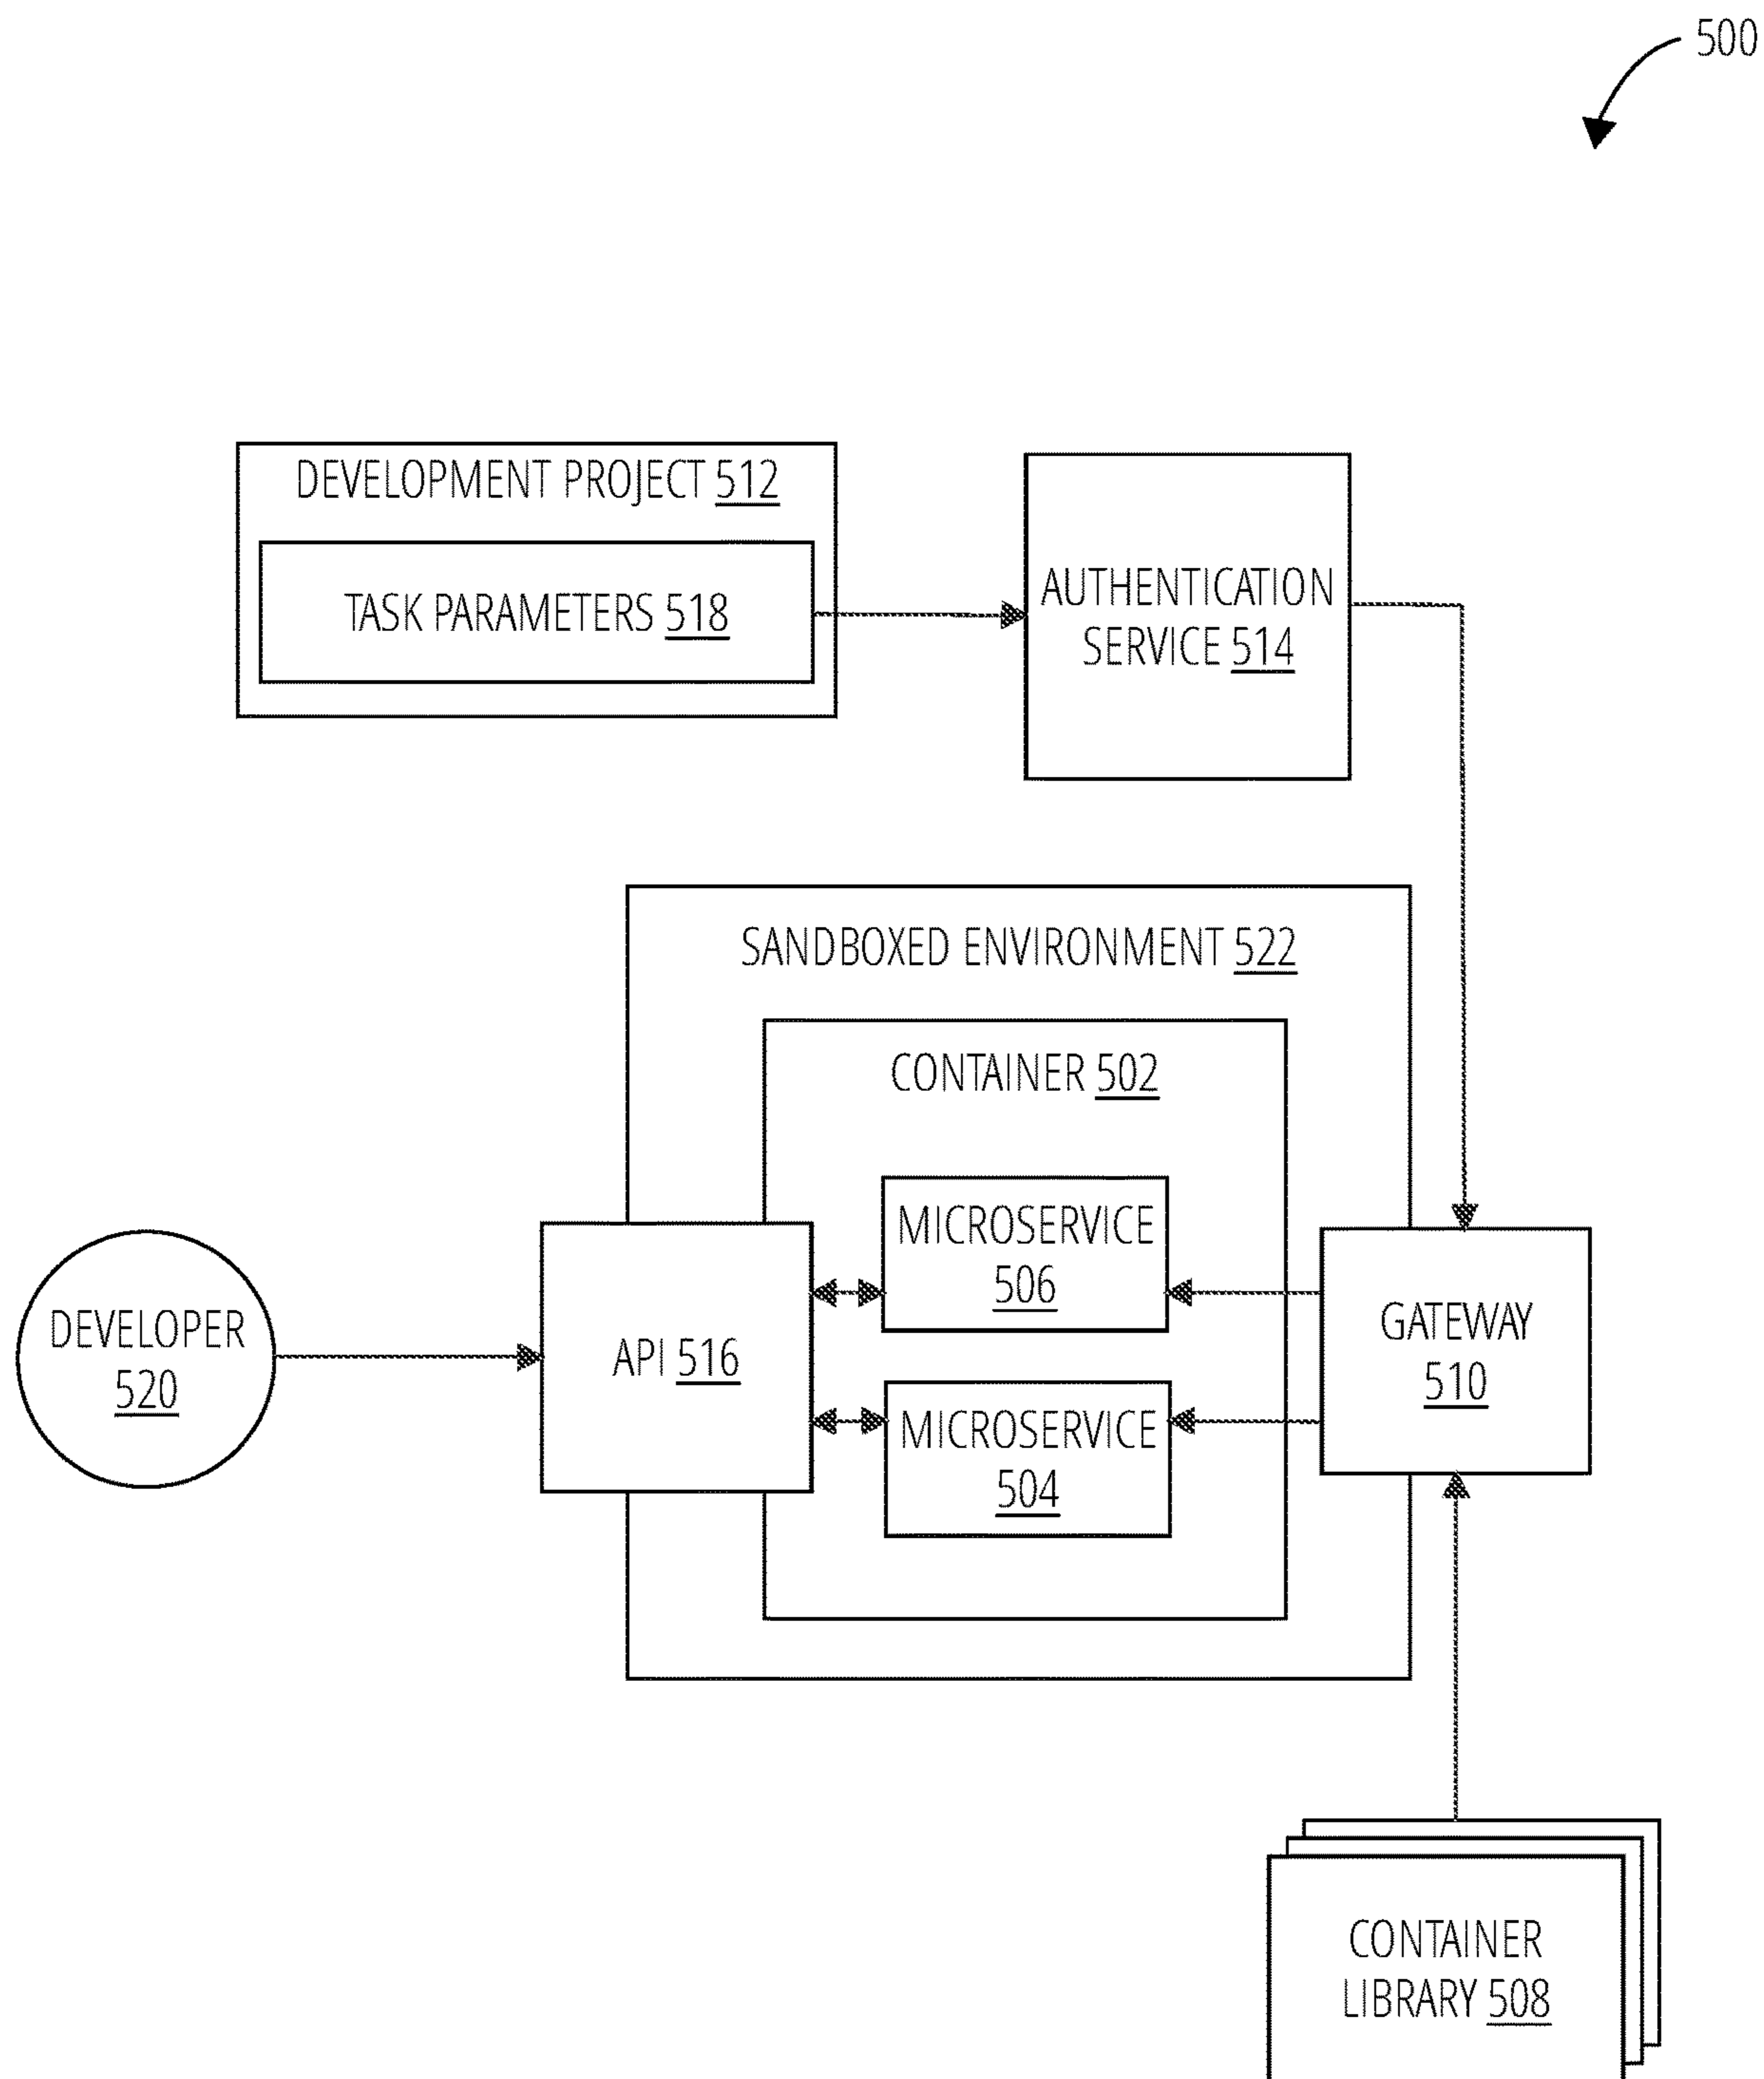 500
DEVELOPMENT PROJECT 512
TASK PARAMETERS 518
AUTHENTICATION
SERVICE 514
SANDBOXED ENVIRONMENT 522
CONTAINER 502
MICROSERVICE
506
DEVELOPER
520
API 516
GATEWAY
510
MICROSERVICE
504
CONTAINER
LIBRARY 508